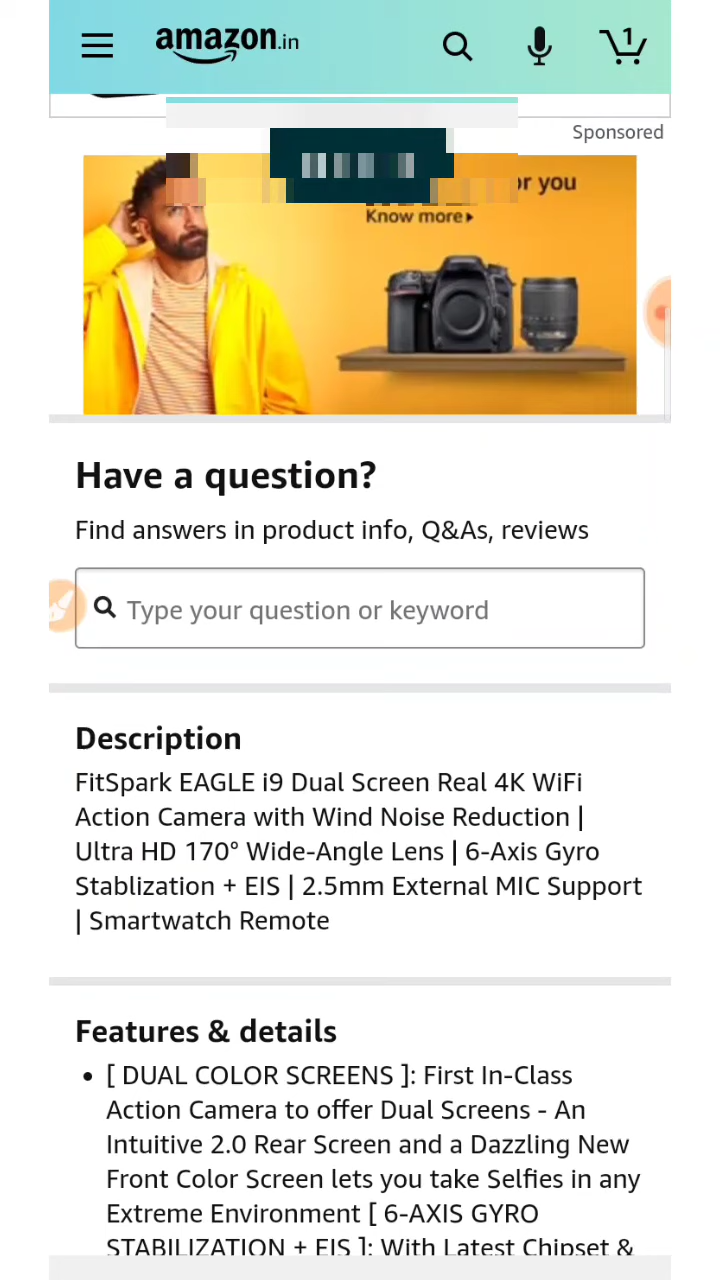 amazon.in
1
Sponsored
or you
Know more
Have a question?
Find answers in product info, Q&As, reviews
Type your question or keyword
Description
FitSpark EAGLE i9 Dual Screen Real 4K WiFi
Action Camera with Wind Noise Reduction |
Ultra HD 170° Wide-Angle Lens | 6-Axis Gyro
Stablization + EIS | 2.5mm External MIC Support
| Smartwatch Remote
Features & details
• [ DUAL COLOR SCREENS ]: First In-Class
Action Camera to offer Dual Screens - An
Intuitive 2.0 Rear Screen and a Dazzling New
Front Color Screen lets you take Selfies in any
Extreme Environment [ 6-AXIS GYRO
STABILIZATION + EIS ]: With Latest Chipset &